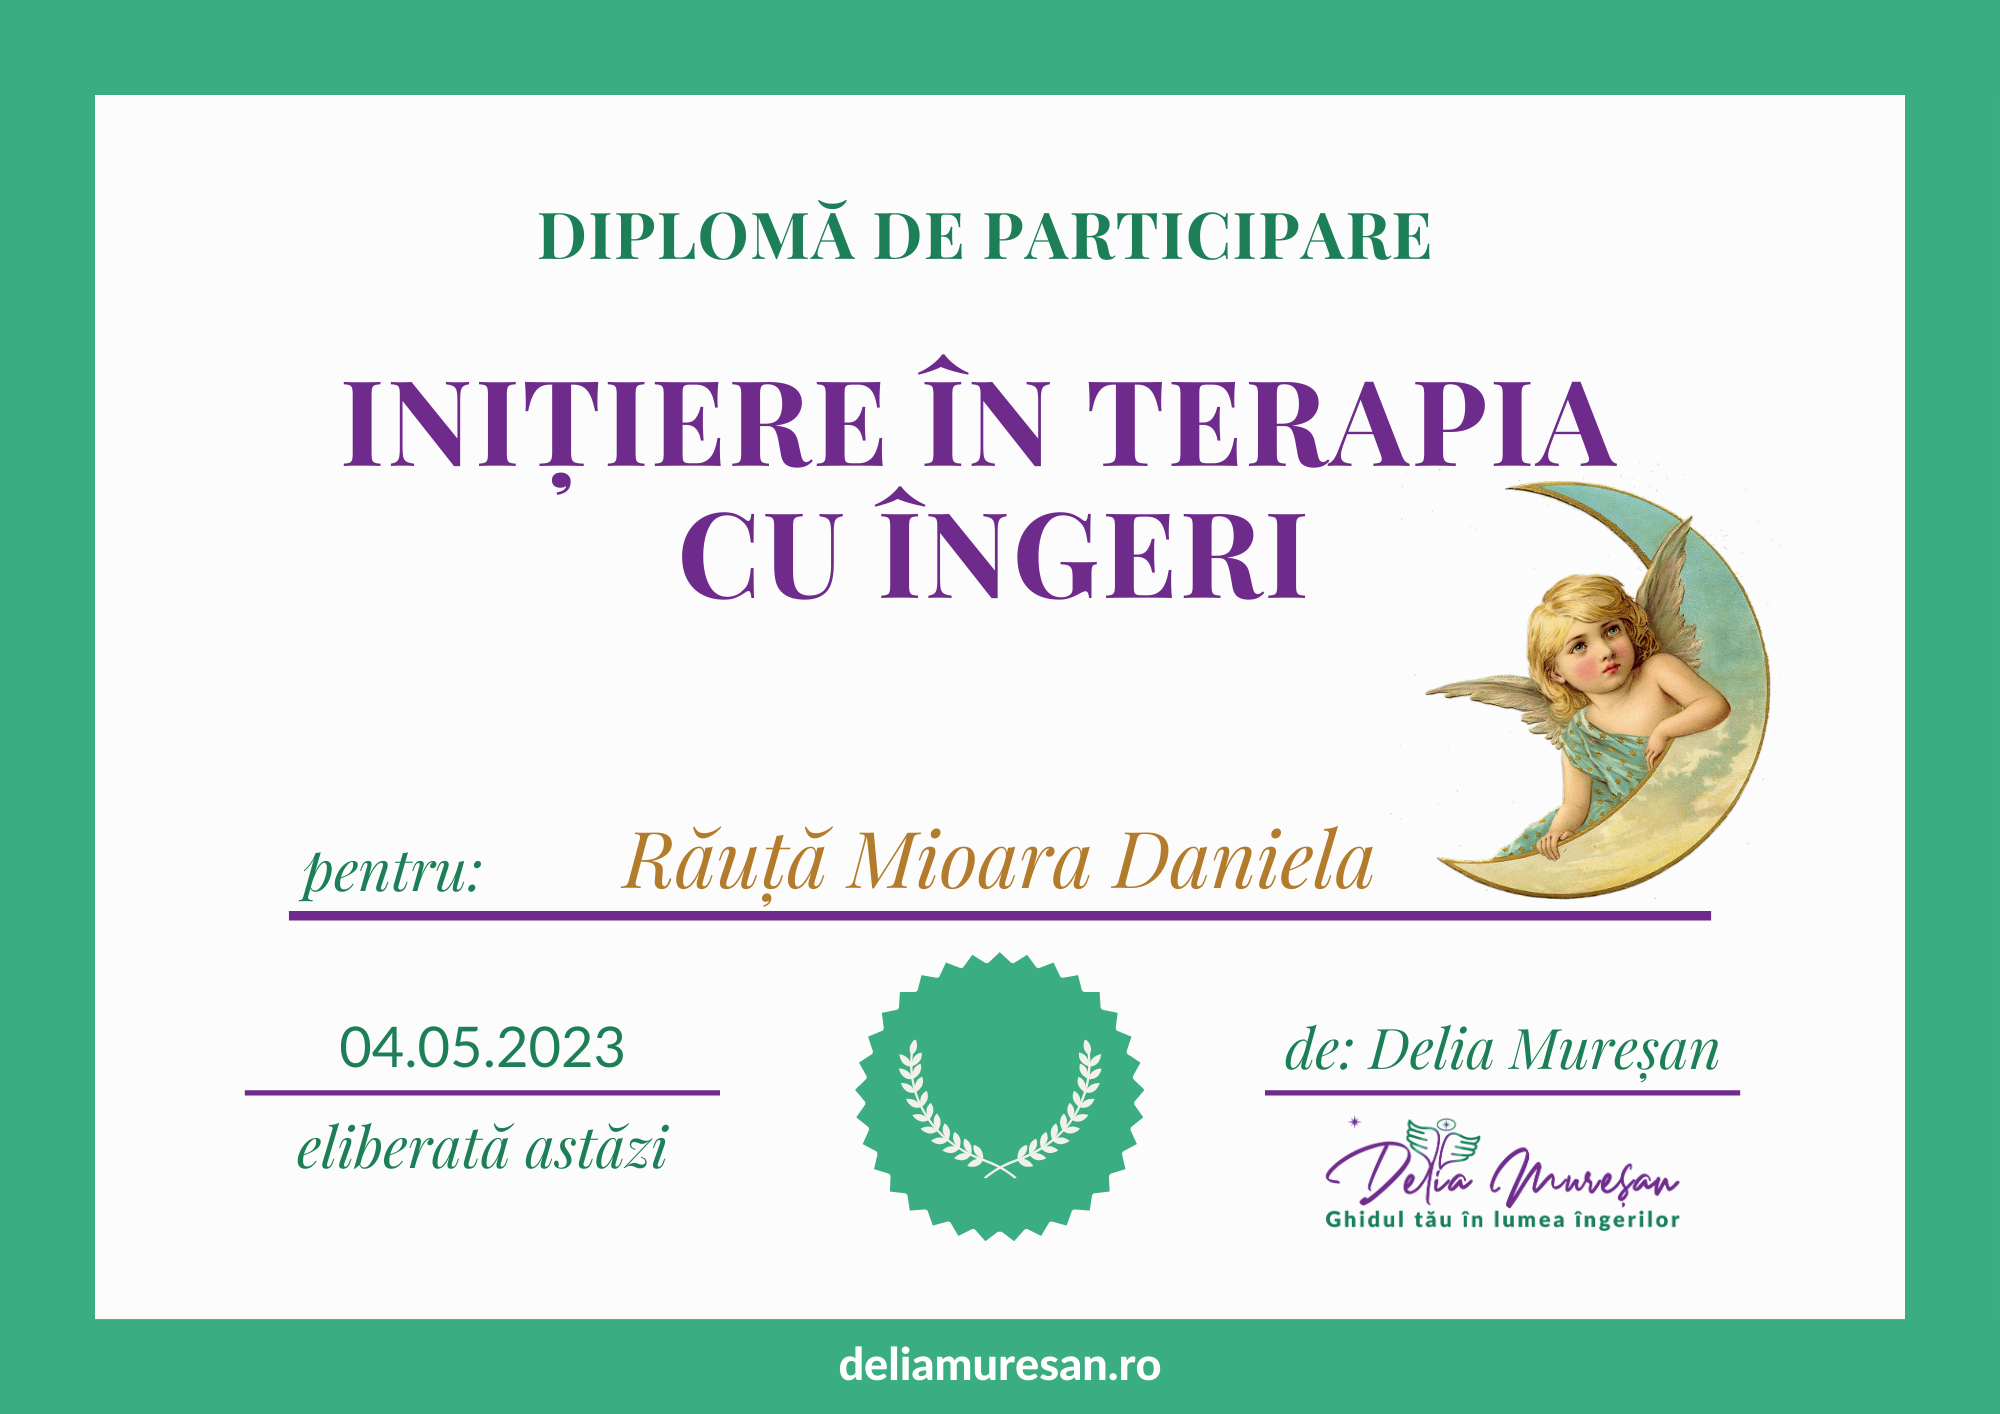 DIPLOMĂ DE PARTICIPARE
INIȚIERE ÎN TERAPIA
CU ÎNGERI
pentru: Răuță Mioara Daniela
04.05.2023
eliberată astăzi
de: Delia Mureșan
Delia Mureșan
Ghidul tău în lumea îngerilor
deliamuresan.ro